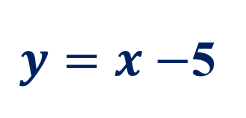 y = x −5